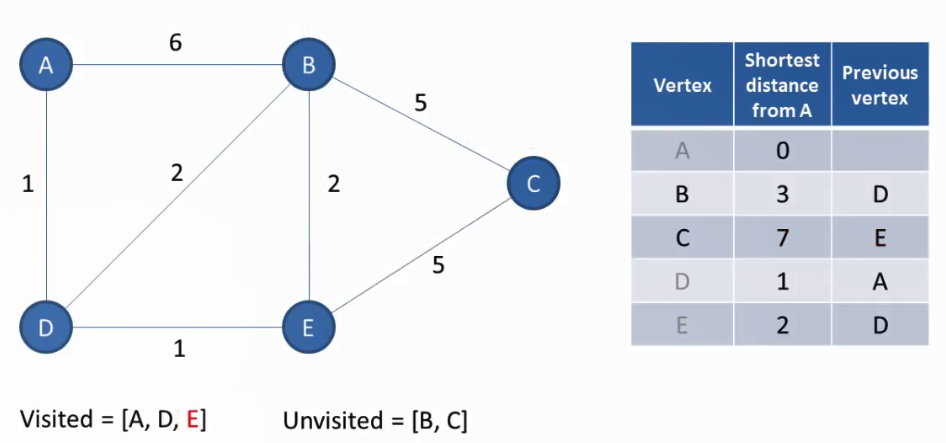 6
A
B
5
1
2
2
C
5
D
E
1
Vertex Shortest distance from A Previous vertex
A 0
B 3 D
C 7 E
D 1 A
E 2 D
Visited = [A, D, E] Unvisited = [B, C]